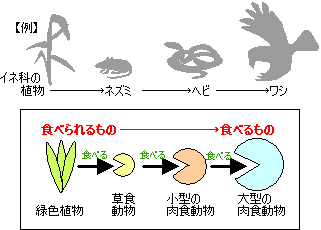 【例】
イネ科の
植物
ネズミ
ヘビ
ワシ
食べられるもの
食べるもの
食べる
食べる
食べる
緑色植物
草食
動物
小型の
肉食動物
大型の
肉食動物